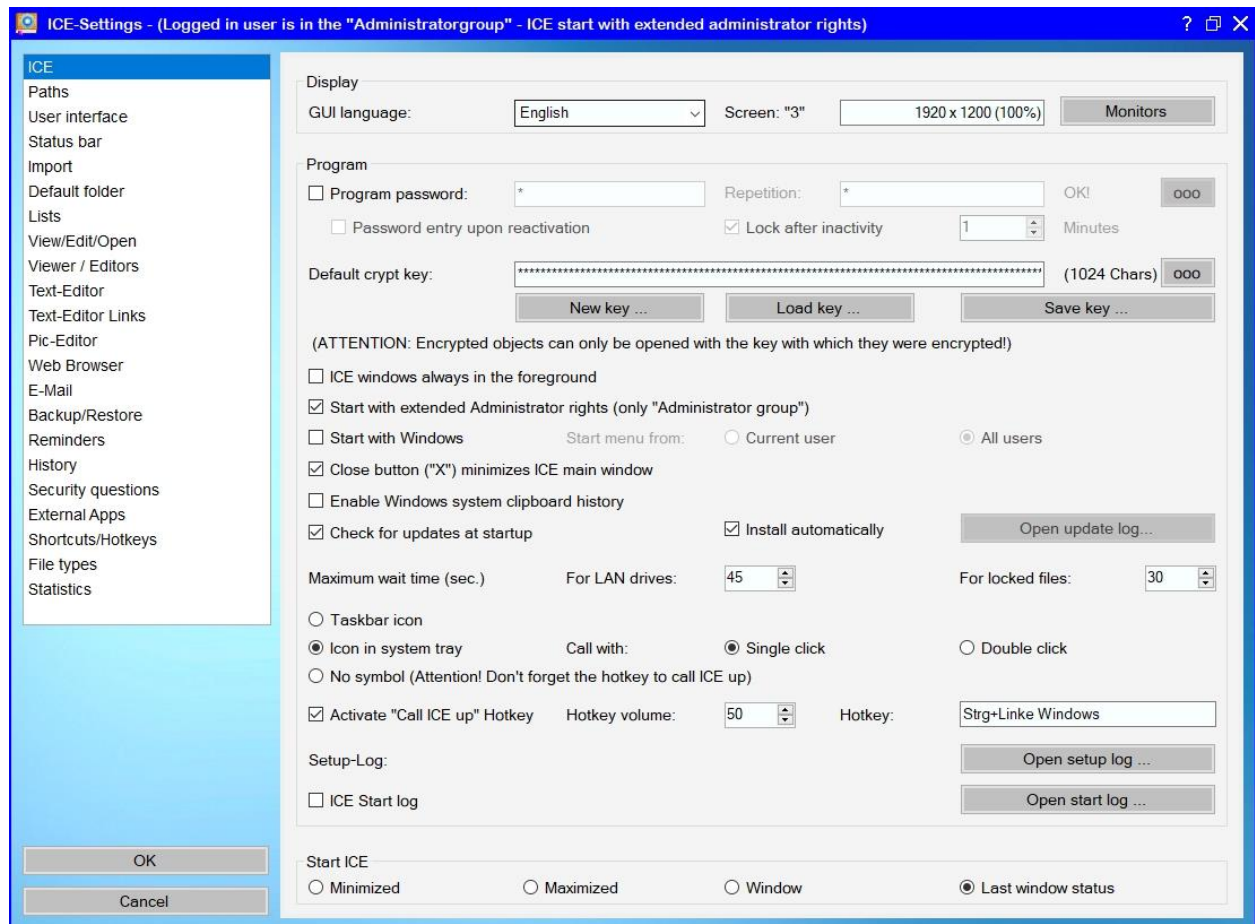 ICE-Settings - (Logged in user is in the "Administratorgroup" - ICE start with extended administrator rights)
ICE
Paths
User interface
Status bar
Import
Default folder
Lists
View/Edit/Open
Viewer / Editors
Text-Editor
Text-Editor Links
Pic-Editor
Web Browser
E-Mail
Backup/Restore
Reminders
History
Security questions
External Apps
Shortcuts/Hotkeys
File types
Statistics
OK
Cancel
Display
GUI language: English Screen: "3" 1920 x 1200 (100%) Monitors
Program
Program password: * Repetition: * OK! ooo
Password entry upon reactivation Lock after inactivity 1 Minutes
Default crypt key: (1024 Chars) ooo
New key ... Load key ... Save key ...
(ATTENTION: Encrypted objects can only be opened with the key with which they were encrypted!)
ICE windows always in the foreground
Start with extended Administrator rights (only "Administrator group")
Start with Windows Start menu from: Current user All users
Close button ("X") minimizes ICE main window
Enable Windows system clipboard history
Check for updates at startup Install automatically Open update log...
Maximum wait time (sec.) For LAN drives: 45 For locked files: 30
Taskbar icon
Icon in system tray Call with: Single click Double click
No symbol (Attention! Don't forget the hotkey to call ICE up)
Activate "Call ICE up" Hotkey Hotkey volume: 50 Hotkey: Strg+Linke Windows
Setup-Log: Open setup log ...
ICE Start log Open start log ...
Start ICE
Minimized Maximized Window Last window status